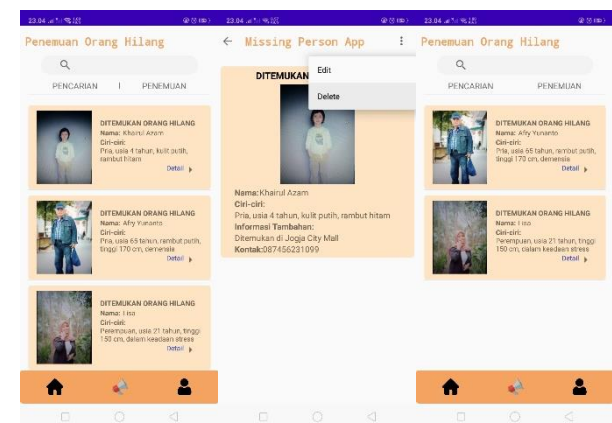 23.04
Penemuan Orang Hilang
PENCARIAN | PENEMUAN
DITEMUKAN ORANG HILANG
Nama: Khairul Azam
Ciri-ciri:
Pria, usia 4 tahun, kulit putih,
rambut hitam
Detail
DITEMUKAN ORANG HILANG
Nama: Afry Yunanto
Ciri-ciri:
Pria, usia 65 tahun, rambut putih,
tinggi 170 cm, demensia
Detail
DITEMUKAN ORANG HILANG
Nama: Lisa
Ciri-ciri:
Perempuan, usia 21 tahun, tinggi
150 cm, dalam keadaan stress
Detail
23.04
Missing Person App
DITEMUKAN
Edit
Delete
Nama:Khairul Azam
Ciri-ciri:
Pria, usia 4 tahun, kulit putih, rambut hitam
Informasi Tambahan:
Ditemukan di Jogja City Mall
Kontak:087456231099
23.04
Penemuan Orang Hilang
PENCARIAN PENEMUAN
DITEMUKAN ORANG HILANG
Nama: Afry Yunanto
Ciri-ciri:
Pria, usia 65 tahun, rambut putih,
tinggi 170 cm, demensia
Detail
DITEMUKAN ORANG HILANG
Nama: Lisa
Ciri-ciri:
Perempuan, usia 21 tahun, tinggi
150 cm, dalam keadaan stress
Detail